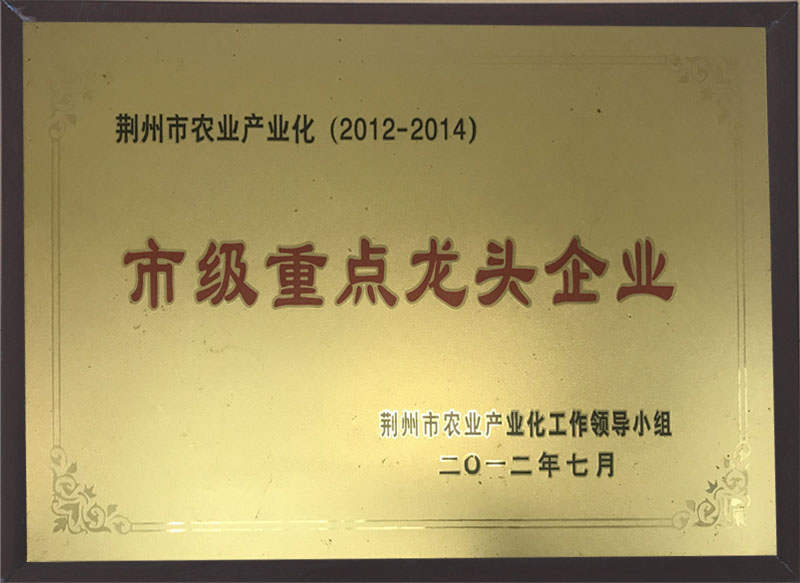 荆州市农业产业化（2012-2014）
市级重点龙头企业
荆州市农业产业化工作领导小组
二〇一二年七月